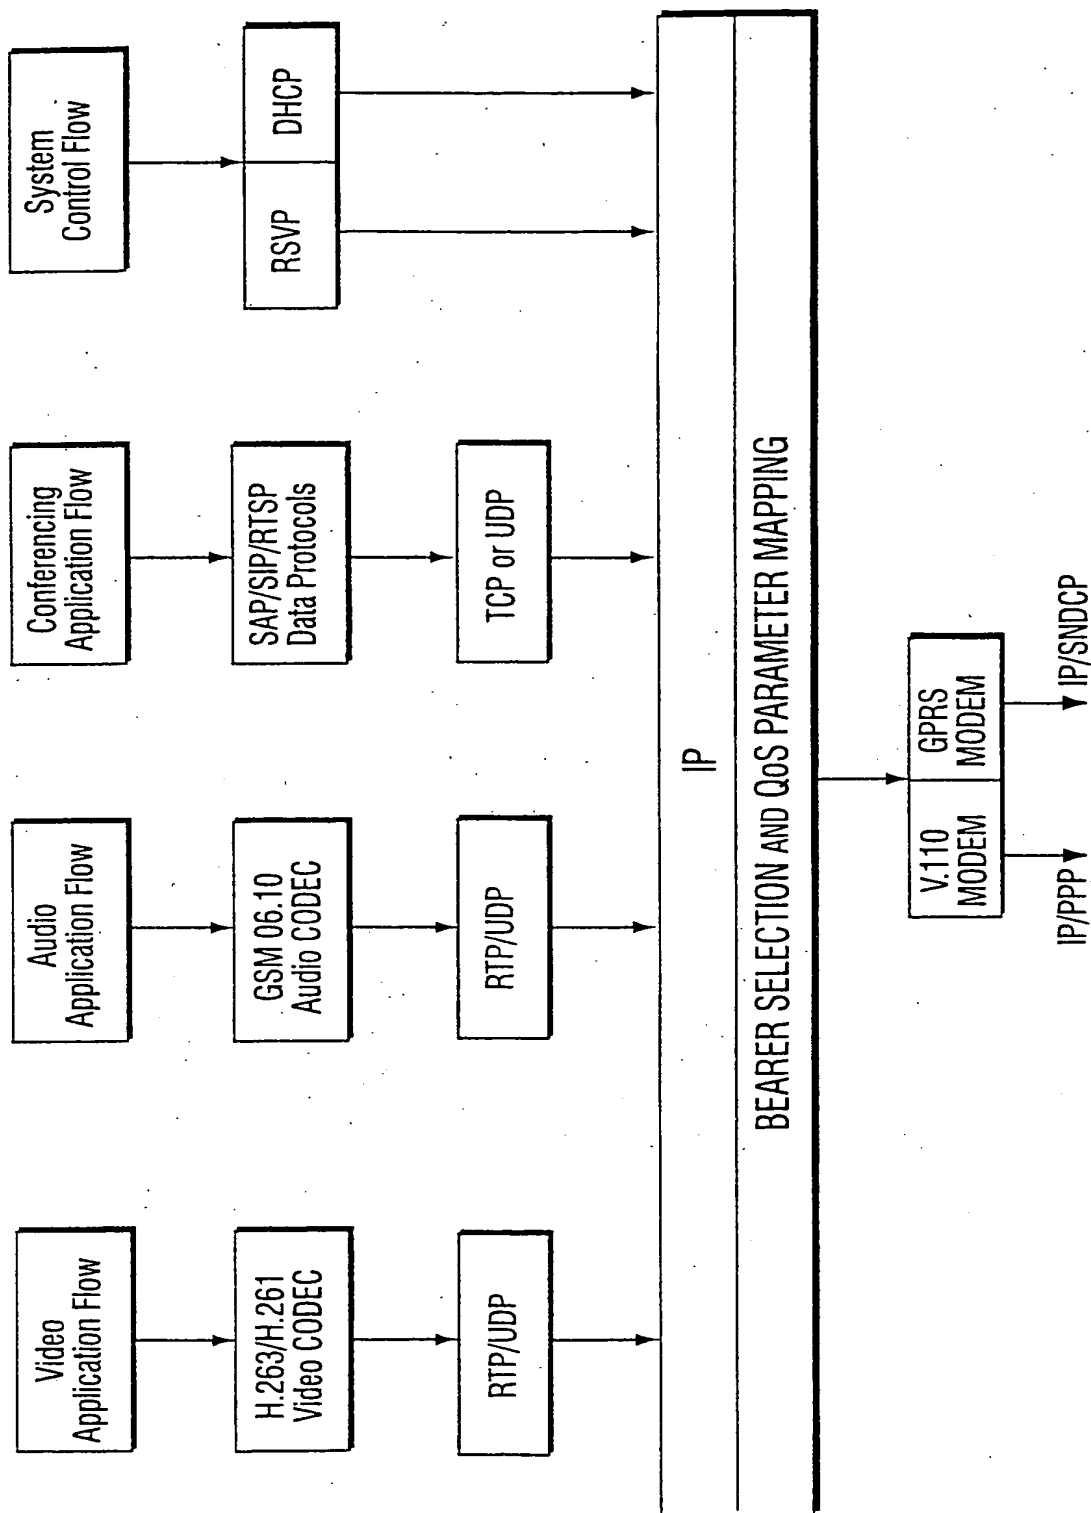 Video
Application Flow
Audio
Application Flow
Conferencing
Application Flow
System
Control Flow
H.263/H.261
Video CODEC
GSM 06.10
Audio CODEC
SAP/SIP/RTSP
Data Protocols
RSVP
DHCP
RTP/UDP
RTP/UDP
TCP or UDP
IP
BEARER SELECTION AND QoS PARAMETER MAPPING
V.110
MODEM
GPRS
MODEM
IP/PPP
IP/SNDCP